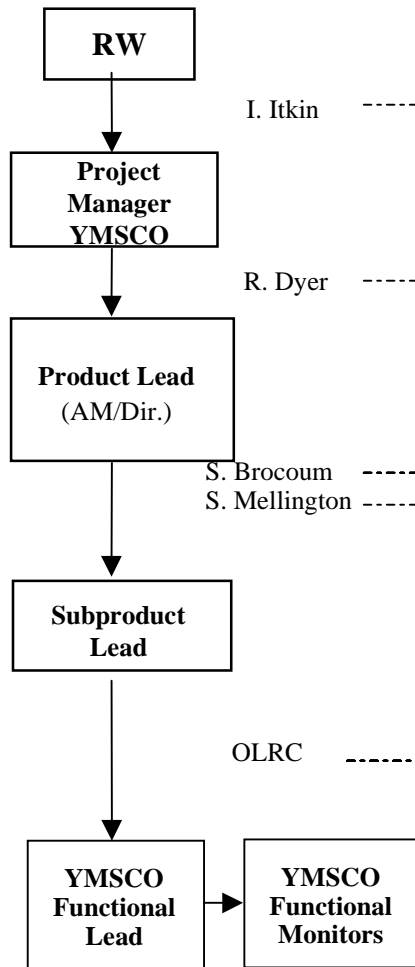 RW
I. Itkin
Project
Manager
YMSCO
R. Dyer
Product Lead
(AM/Dir.)
S. Brocoum
S. Mellington
Subproduct
Lead
OLRC
YMSCO
Functional
Lead
YMSCO
Functional
Monitors